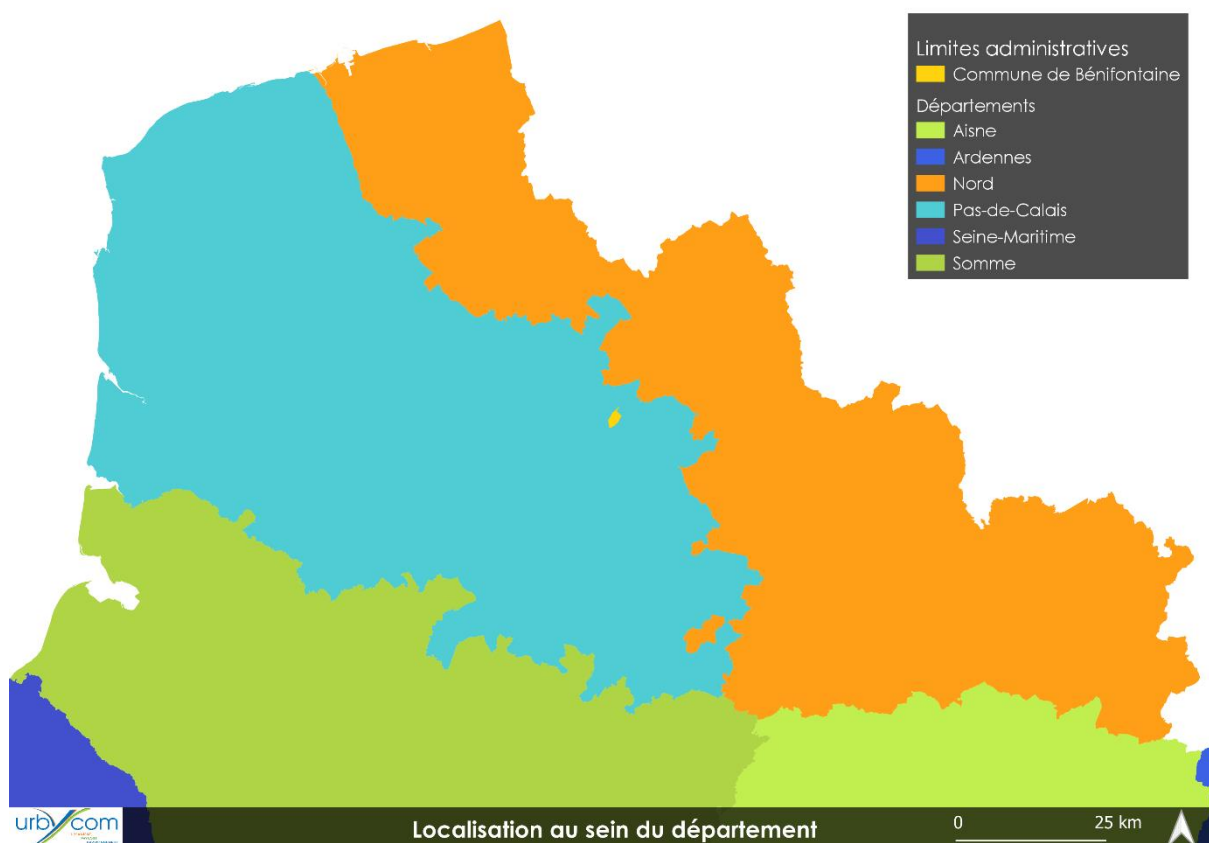 Limites administratives
Commune de Bénifontaine
Départements
Aisne
Ardennes
Nord
Pas-de-Calais
Seine-Maritime
Somme
urbycom
Localisation au sein du département
0 25 km